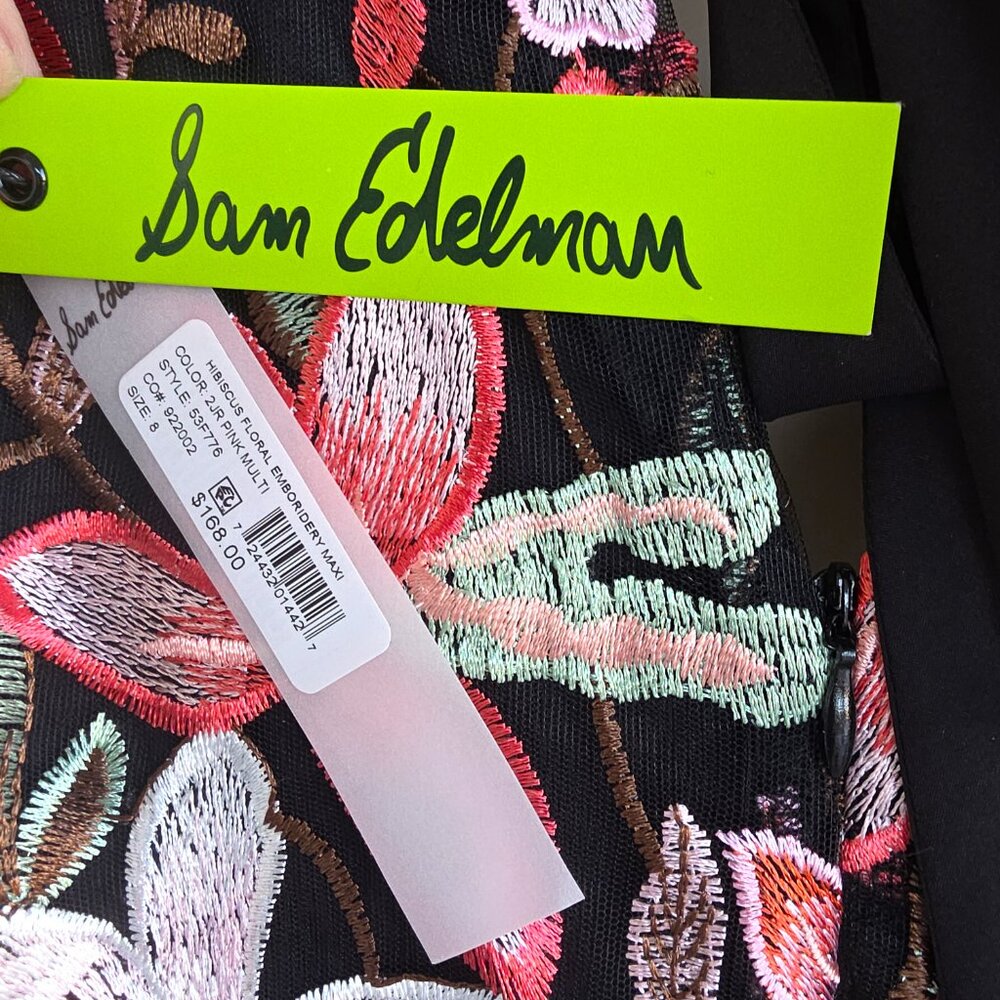 Sam Edelman
Sam Edel
HIBISCUS FLORAL EMBORIDERY MAXI
COLOR: 2JR PINK MULTI
STYLE: 53F776
CO#: 922002
SIZE: 8
$168.00
7 24432 01442 7